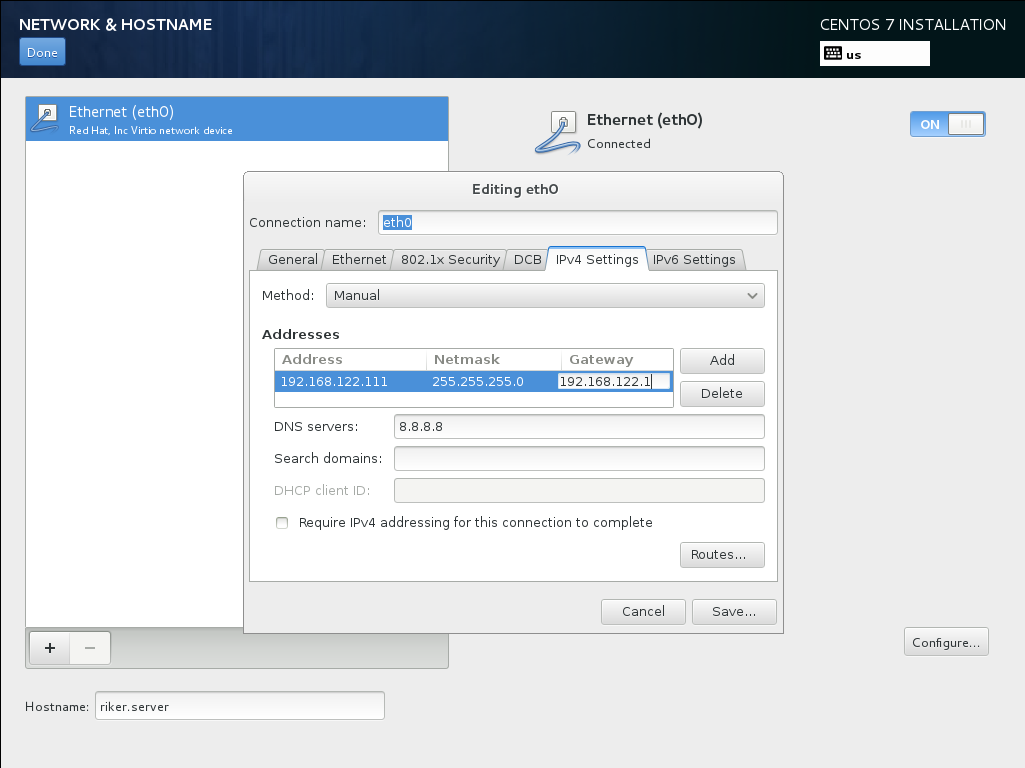 NETWORK & HOSTNAME
CENTOS 7 INSTALLATION
Done
us
Ethernet (eth0)
Red Hat, Inc Virtio network device
Ethernet (eth0)
Connected
ON
Editing eth0
Connection name: eth0
General Ethernet 802.1x Security DCB IPv4 Settings IPv6 Settings
Method: Manual
Addresses
Address Netmask Gateway
192.168.122.111 255.255.255.0 192.168.122.1
Add
Delete
DNS servers: 8.8.8.8
Search domains:
DHCP client ID:
Require IPv4 addressing for this connection to complete
Routes...
Cancel Save...
+ −
Configure...
Hostname: riker.server